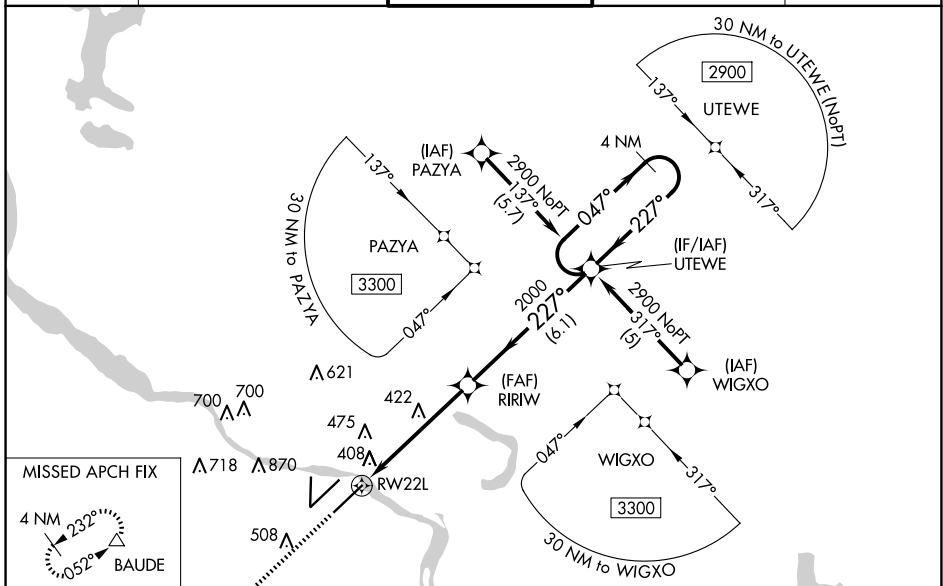 30 NM to UTEWE (NoPT)
2900
137°
UTEWE
317°
4 NM
(IAF)
PAZYA
2900 NoPT
137°
(5.7)
047°
227°
(IF/IAF)
UTEWE
137°
PAZYA
3300
047°
30 NM to PAZYA
2000
227°
(6.1)
2900 NoPT
317°
(5)
(IAF)
WIGXO
(FAF)
RIRIW
621
700
700
422
475
408
718
870
RW22L
508
047°
WIGXO
317°
3300
30 NM to WIGXO
MISSED APCH FIX
4 NM
232°
052°
BAUDE